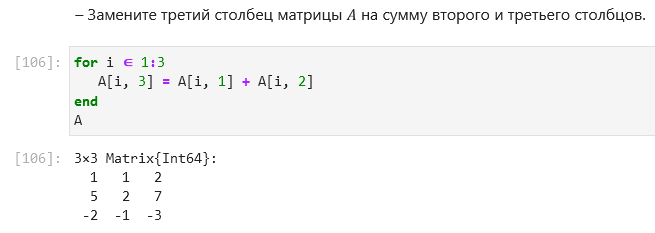 – Замените третий столбец матрицы A на сумму второго и третьего столбцов.
[106]: for i ∈ 1:3
A[i, 3] = A[i, 1] + A[i, 2]
end
A
[106]: 3×3 Matrix{Int64}:
1 1 2
5 2 7
-2 -1 -3